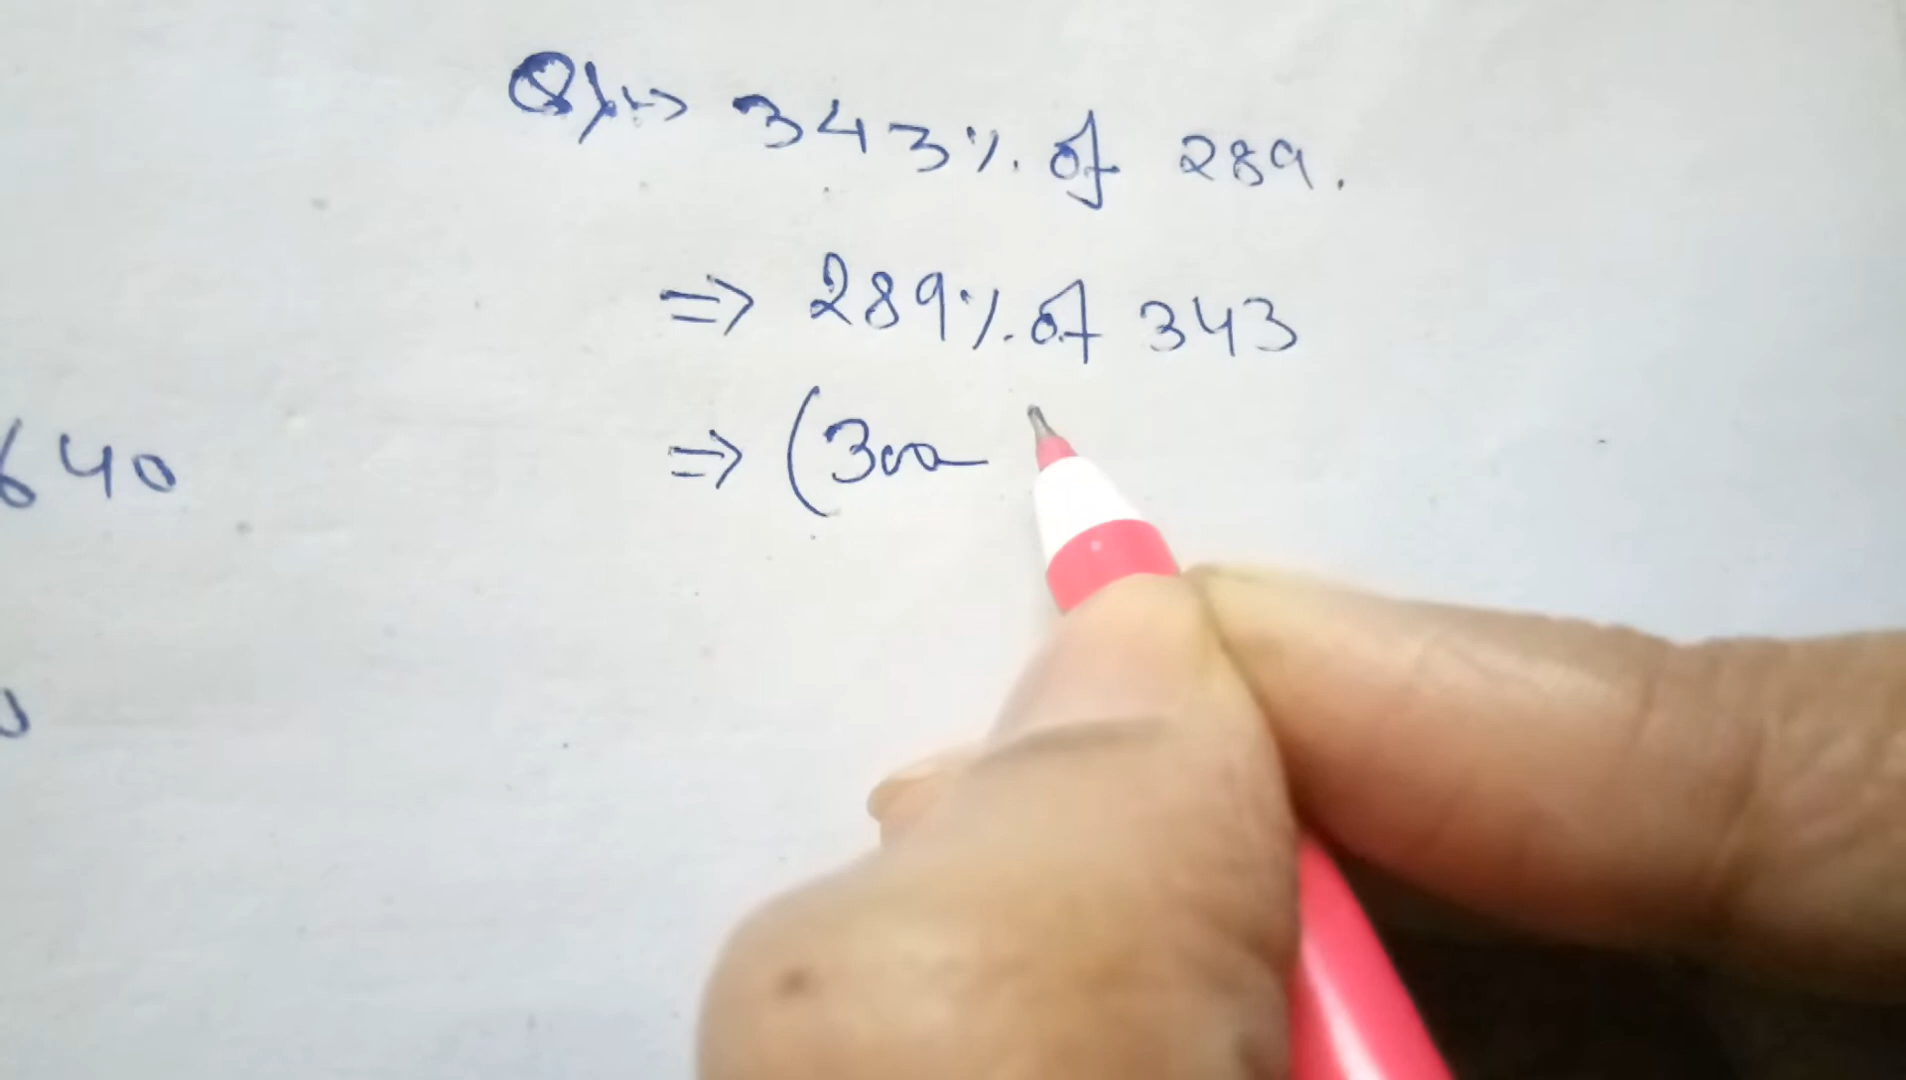 Q).→ 343% of 289.
⇒ 289% of 343
640
⇒ (300 –